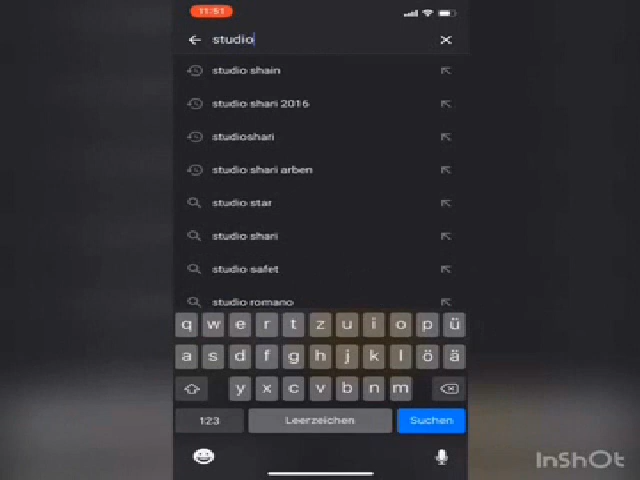 11:51
studio
studio shain
studio shari 2016
studioshari
studio shari arben
studio star
studio shari
studio safet
studio romano
q w e r t z u i o p ü
a s d f g h j k l ö ä
y x c v b n m
123 Leerzeichen Suchen
InShOt